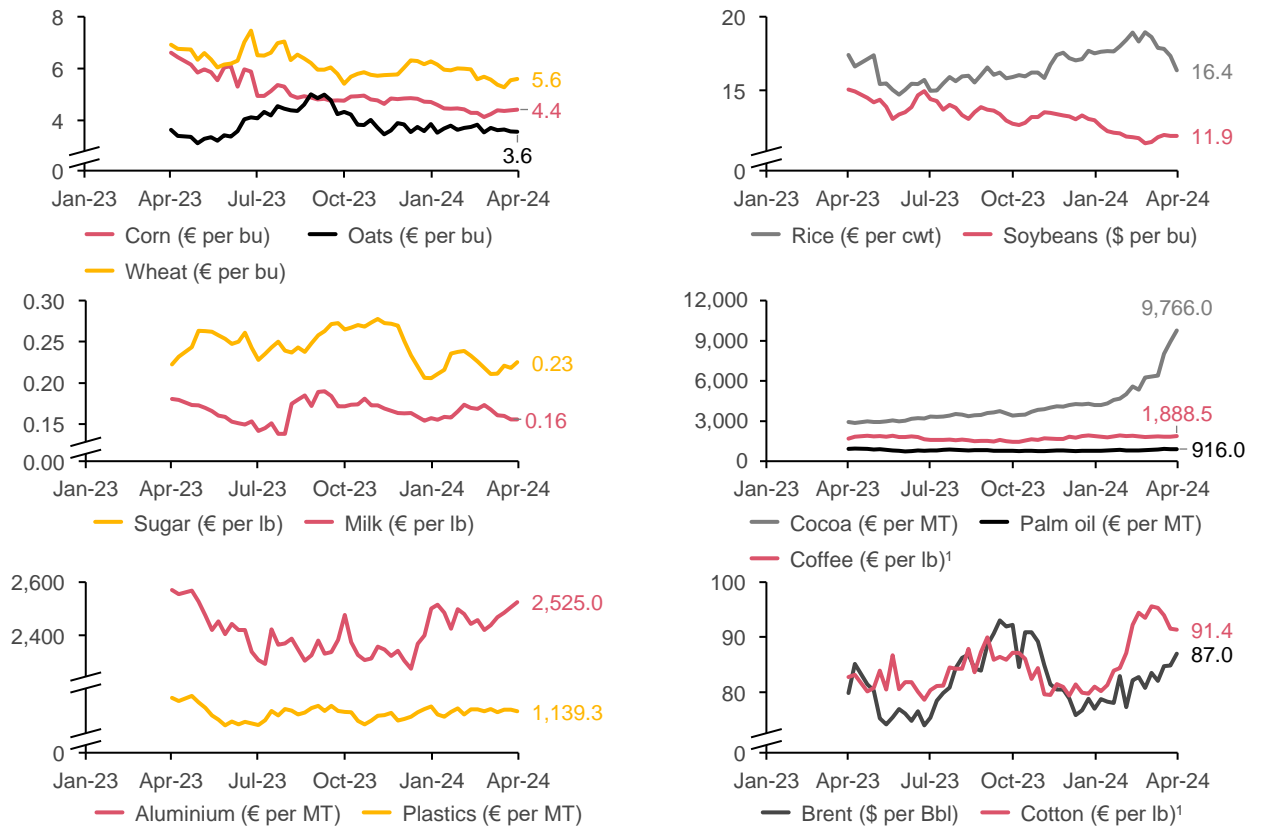 8
6
4
0
5.6
4.4
3.6
Jan-23 Apr-23 Jul-23 Oct-23 Jan-24 Apr-24
Corn (€ per bu) Oats (€ per bu)
Wheat (€ per bu)
20
15
0
16.4
11.9
Jan-23 Apr-23 Jul-23 Oct-23 Jan-24 Apr-24
Rice (€ per cwt) Soybeans ($ per bu)
0.30
0.25
0.20
0.15
0.00
0.23
0.16
Jan-23 Apr-23 Jul-23 Oct-23 Jan-24 Apr-24
Sugar (€ per lb) Milk (€ per lb)
12,000
9,000
6,000
3,000
0
9,766.0
1,888.5
916.0
Jan-23 Apr-23 Jul-23 Oct-23 Jan-24 Apr-24
Cocoa (€ per MT) Palm oil (€ per MT)
Coffee (€ per lb)¹
2,600
2,400
0
2,525.0
1,139.3
Jan-23 Apr-23 Jul-23 Oct-23 Jan-24 Apr-24
Aluminium (€ per MT) Plastics (€ per MT)
100
90
80
0
91.4
87.0
Jan-23 Apr-23 Jul-23 Oct-23 Jan-24 Apr-24
Brent ($ per Bbl) Cotton (€ per lb)¹